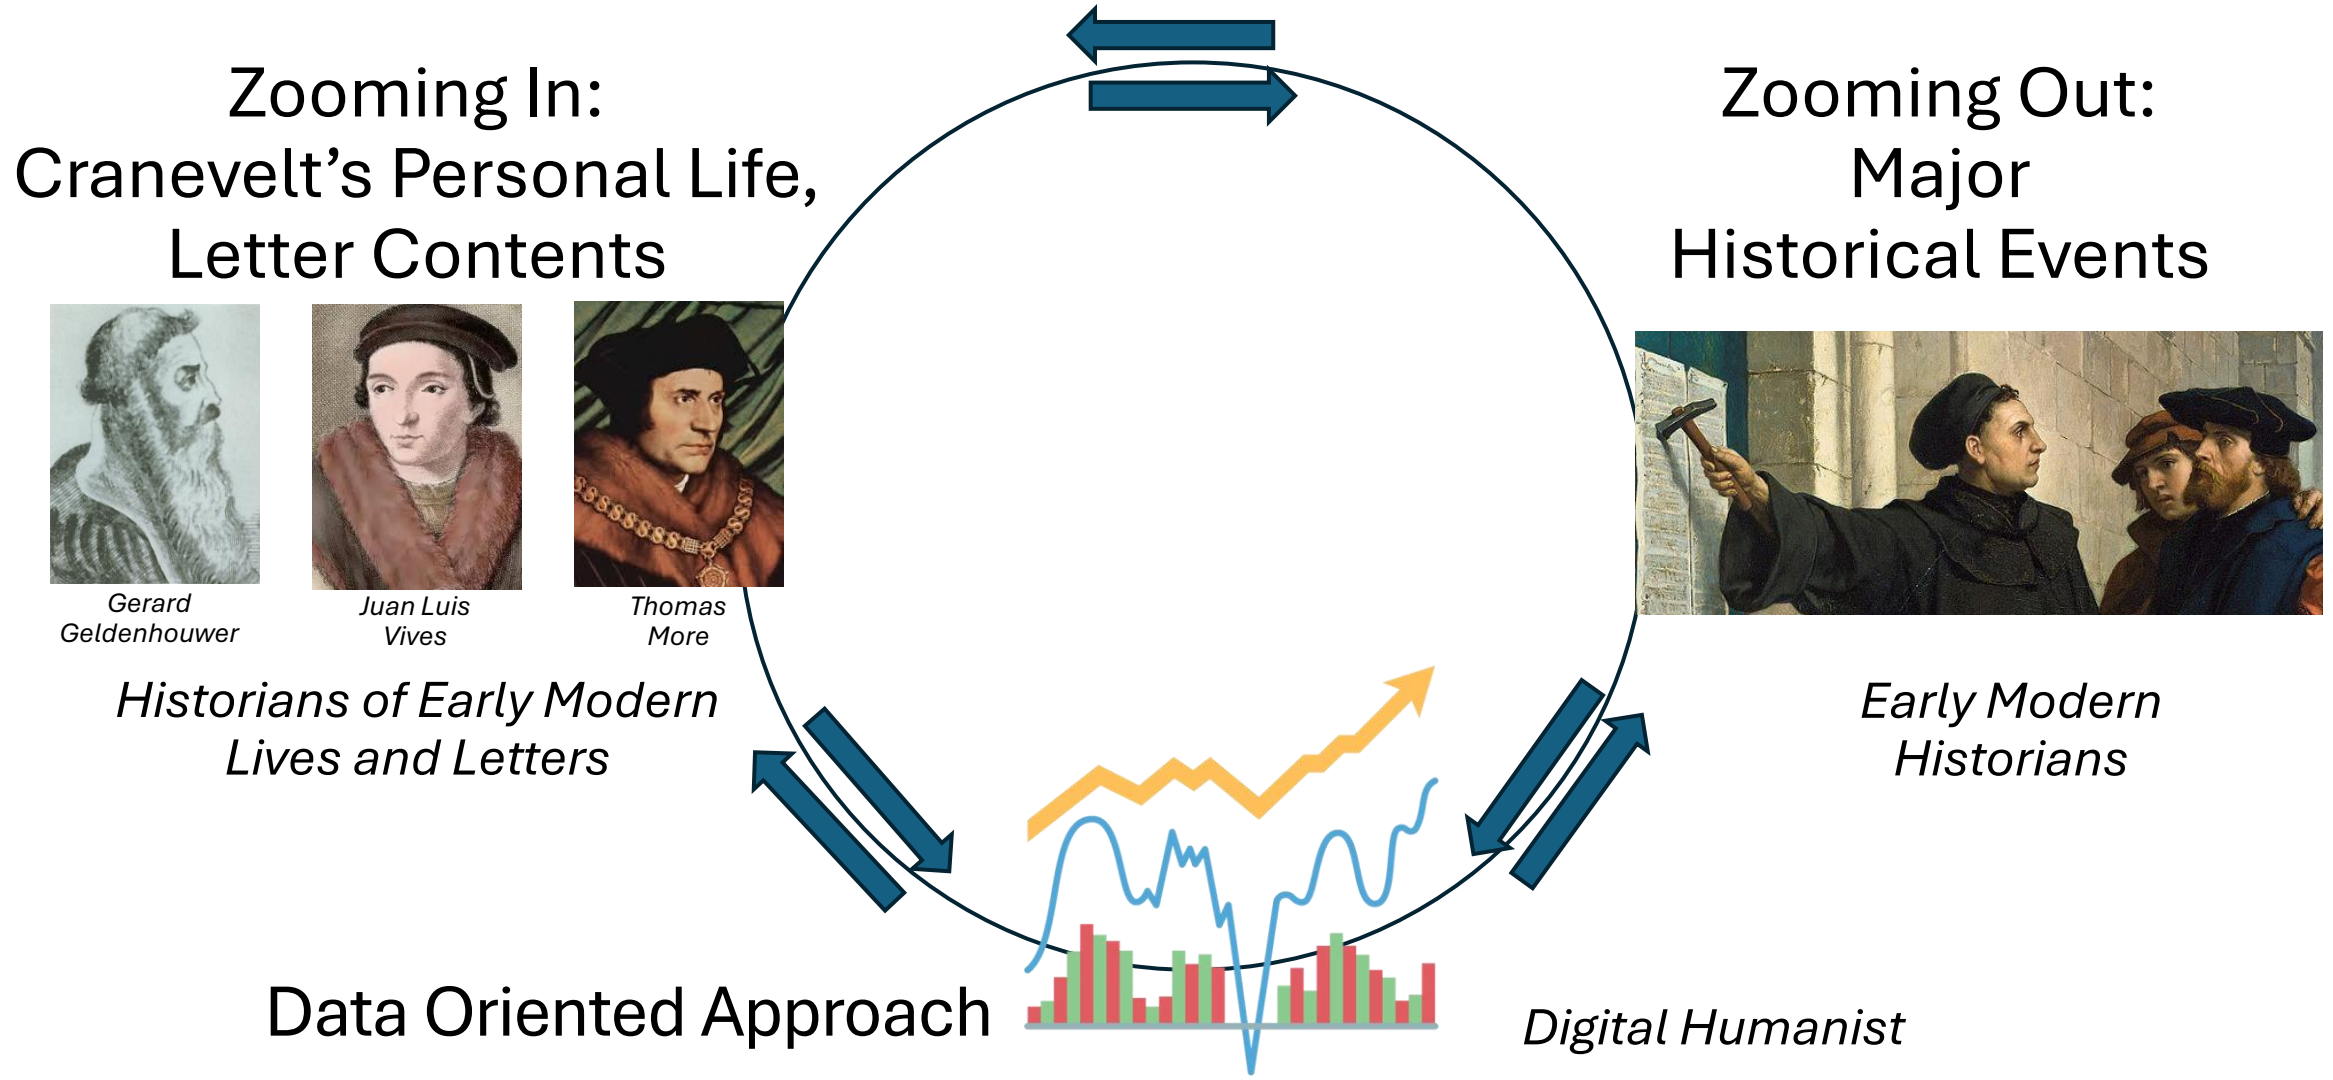 Zooming In:
Cranevelt’s Personal Life,
Letter Contents
Gerard
Geldenhouwer
Juan Luis
Vives
Thomas
More
Historians of Early Modern
Lives and Letters
Zooming Out:
Major
Historical Events
Early Modern
Historians
Data Oriented Approach
Digital Humanist